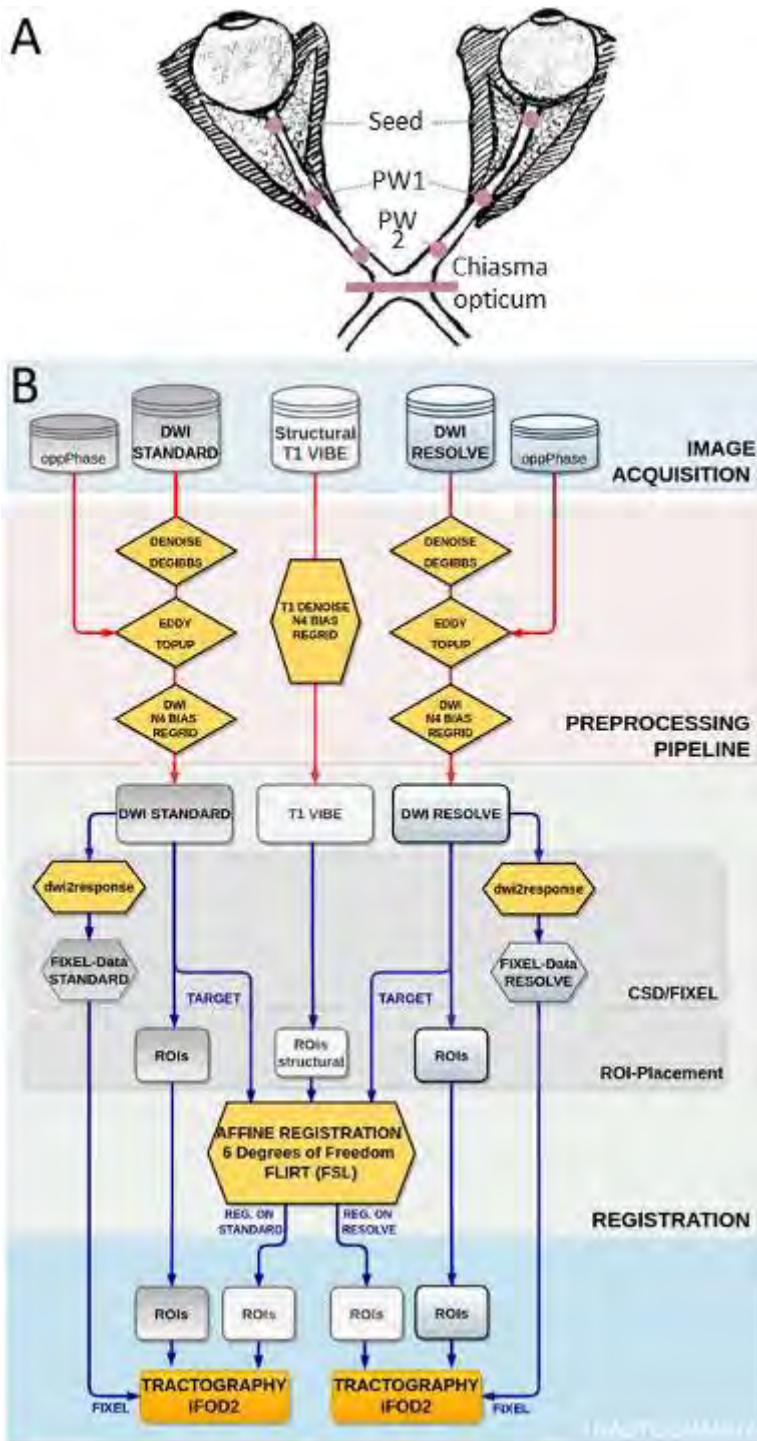 A
Seed
PW1
PW
2
Chiasma
opticum
B
oppPhase
DWI
STANDARD
Structural
T1 VIBE
DWI
RESOLVE
oppPhase
IMAGE
ACQUISITION
DENOISE
DEGIBBS
DENOISE
DEGIBBS
T1 DENOISE
N4 BIAS
REGRID
EDDY
TOPUP
EDDY
TOPUP
DWI
N4 BIAS
REGRID
DWI
N4 BIAS
REGRID
PREPROCESSING
PIPELINE
DWI STANDARD
T1 VIBE
DWI RESOLVE
dwi2response
dwi2response
FIXEL-Data
STANDARD
FIXEL-Data
RESOLVE
TARGET
TARGET
CSD/FIXEL
ROIs
ROIs
structural
ROIs
ROI-Placement
AFFINE REGISTRATION
6 Degrees of Freedom
FLIRT (FSL)
REG. ON
STANDARD
REG. ON
RESOLVE
REGISTRATION
ROIs
ROIs
ROIs
ROIs
TRACTOGRAPHY
iFOD2
TRACTOGRAPHY
iFOD2
FIXEL
FIXEL
TRACTOGRAPHY